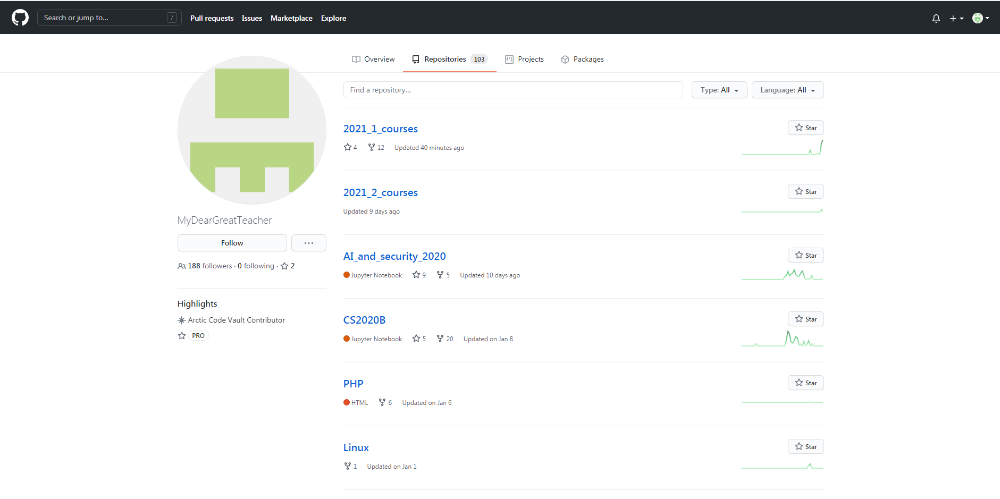 Search or jump to... /
Pull requests Issues Marketplace Explore
Overview Repositories 103 Projects Packages
Find a repository... Type: All Language: All
MyDearGreatTeacher
Follow ...
188 followers · 0 following · 2
Highlights
Arctic Code Vault Contributor
PRO
2021_1_courses Star
4 12 Updated 40 minutes ago
2021_2_courses Star
Updated 9 days ago
AI_and_security_2020 Star
Jupyter Notebook 9 5 Updated 10 days ago
CS2020B Star
Jupyter Notebook 5 20 Updated on Jan 8
PHP Star
HTML 6 Updated on Jan 6
Linux Star
1 Updated on Jan 1